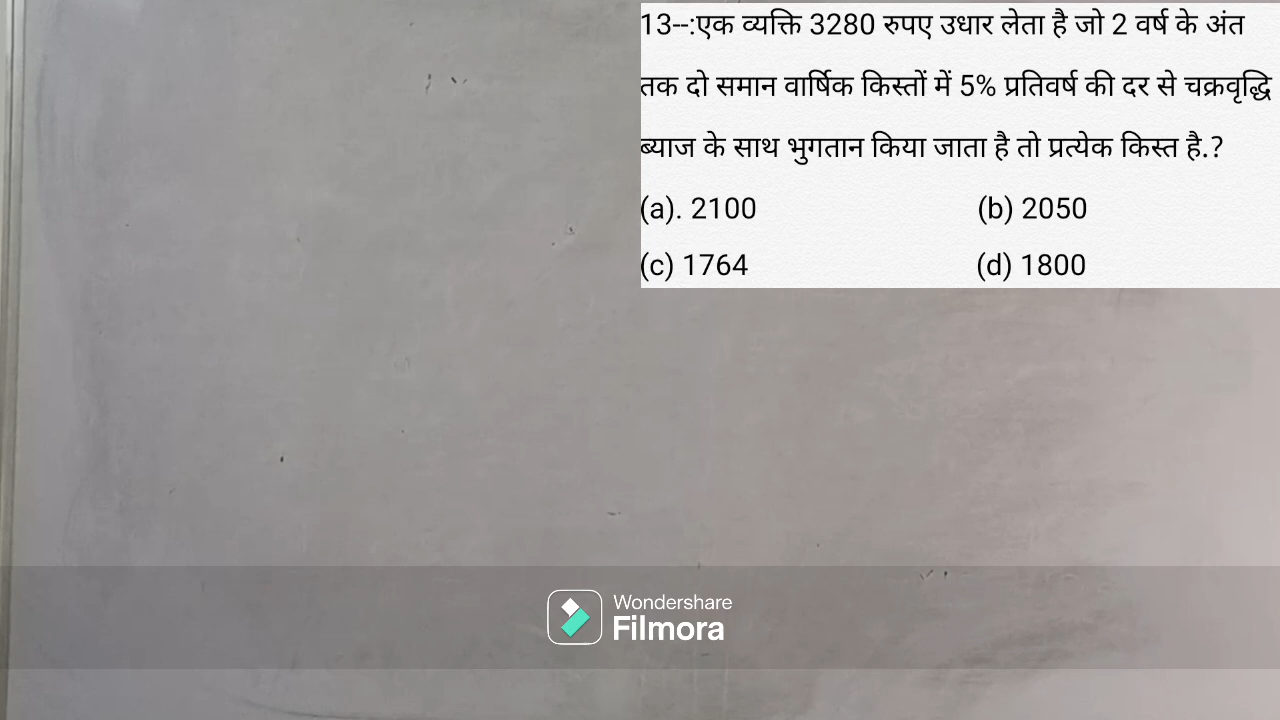 13--:एक व्यक्ति 3280 रुपए उधार लेता है जो 2 वर्ष के अंत
तक दो समान वार्षिक किस्तों में 5% प्रतिवर्ष की दर से चक्रवृद्धि
ब्याज के साथ भुगतान किया जाता है तो प्रत्येक किस्त है.?
(a). 2100 (b) 2050
(c) 1764 (d) 1800
Wondershare
Filmora